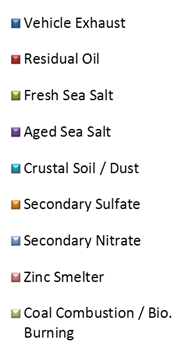 Vehicle Exhaust
Residual Oil
Fresh Sea Salt
Aged Sea Salt
Crustal Soil / Dust
Secondary Sulfate
Secondary Nitrate
Zinc Smelter
Coal Combustion / Bio.
Burning